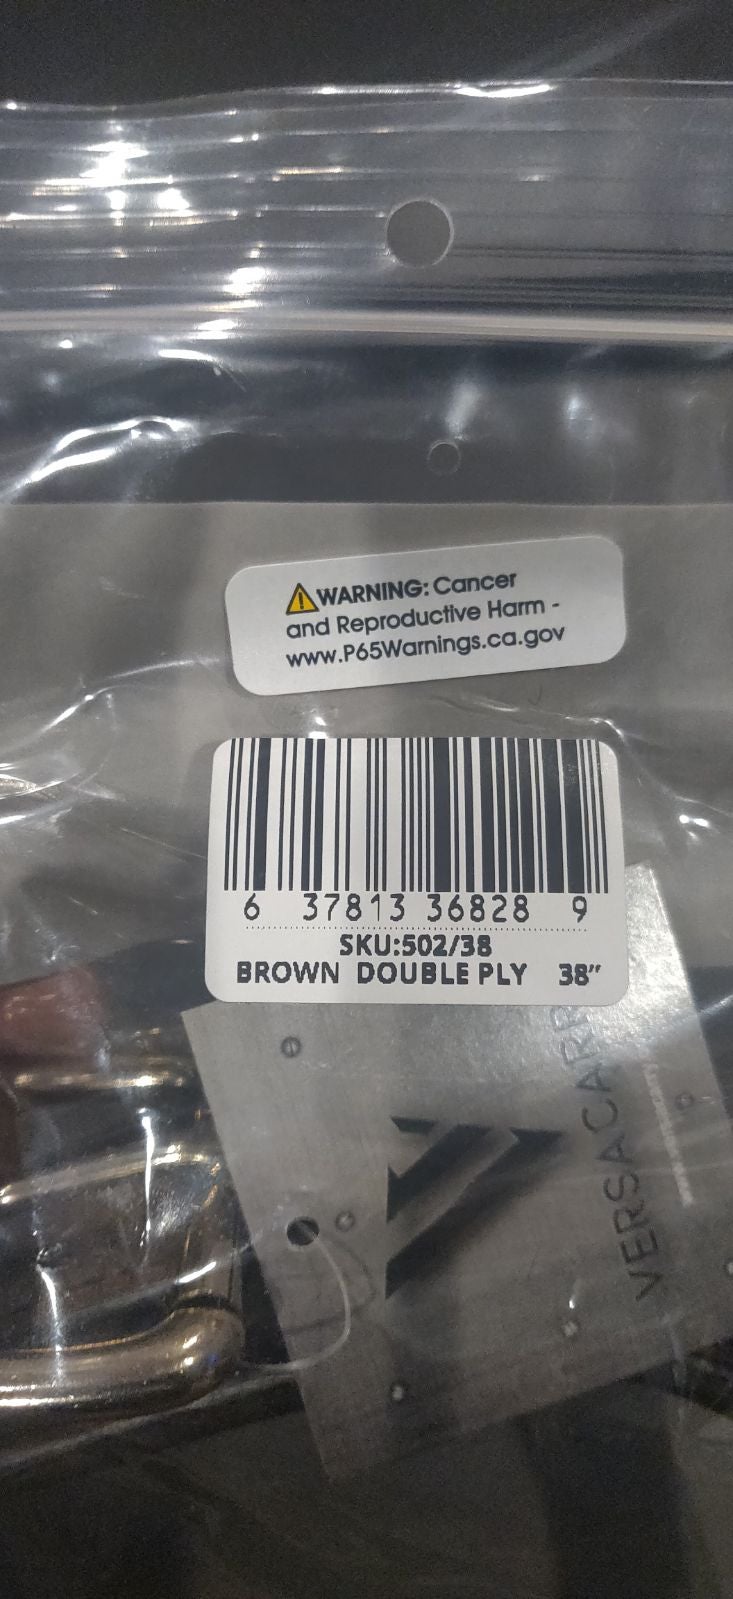 ⚠WARNING: Cancer
and Reproductive Harm -
www.P65Warnings.ca.gov
6 37813 36828 9
SKU:502/38
BROWN DOUBLE PLY 38"